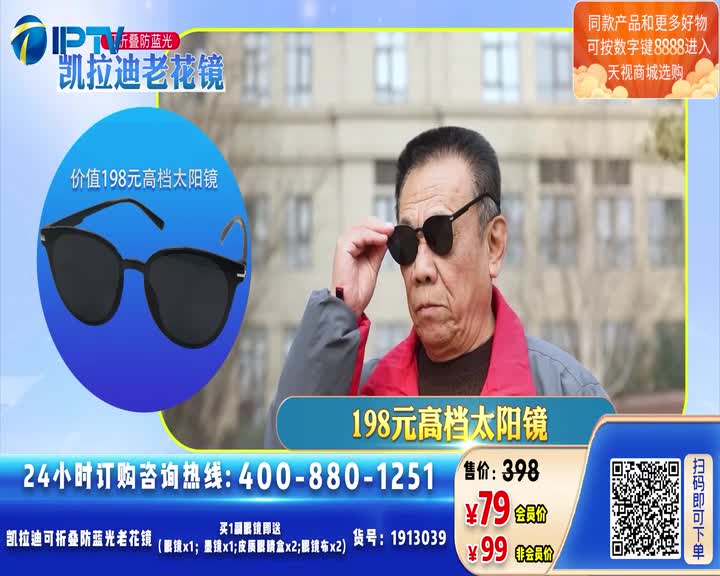 IPTV
可折叠防蓝光
凯拉迪老花镜
同款产品和更多好物
可按数字键8888进入
天视商城选购
价值198元高档太阳镜
198元高档太阳镜
24小时订购咨询热线:400-880-1251
售价:398
¥79会员价
¥99非会员价
扫码即可下单
凯拉迪可折叠防蓝光老花镜
买1副眼镜即送
(眼镜x1;墨镜x1;皮质眼镜盒x2;眼镜布x2)
货号:1913039